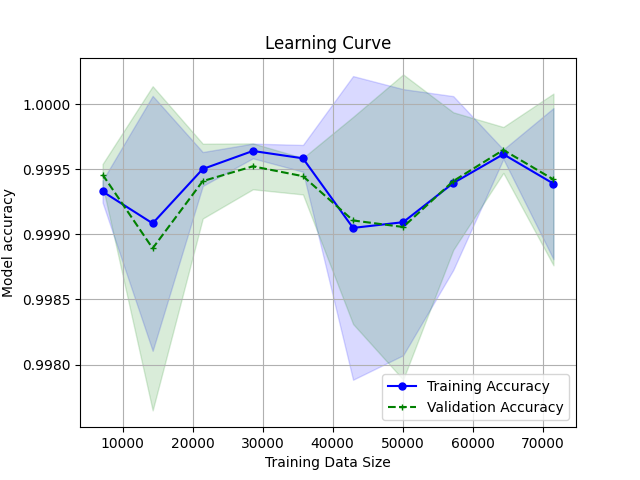 Learning Curve
1.0000
0.9995
0.9990
0.9985
0.9980
Model accuracy
Training Accuracy
Validation Accuracy
10000 20000 30000 40000 50000 60000 70000
Training Data Size